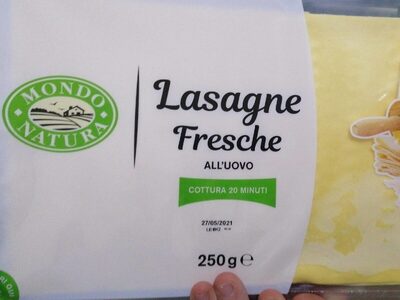 MONDO
NATURA
Lasagne
Fresche
ALL'UOVO
COTTURA 20 MINUTI
27/05/2021
250g e